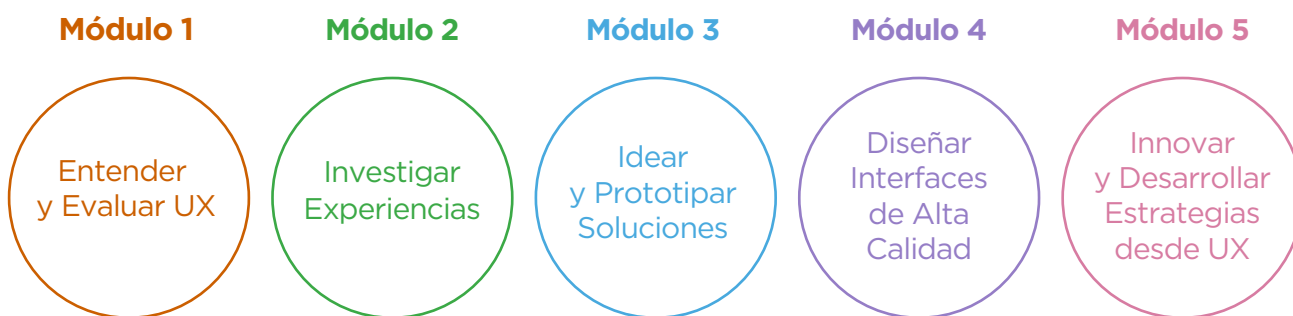 Módulo 1
Entender
y Evaluar UX
Módulo 2
Investigar
Experiencias
Módulo 3
Idear
y Prototipar
Soluciones
Módulo 4
Diseñar
Interfaces
de Alta
Calidad
Módulo 5
Innovar
y Desarrollar
Estrategias
desde UX